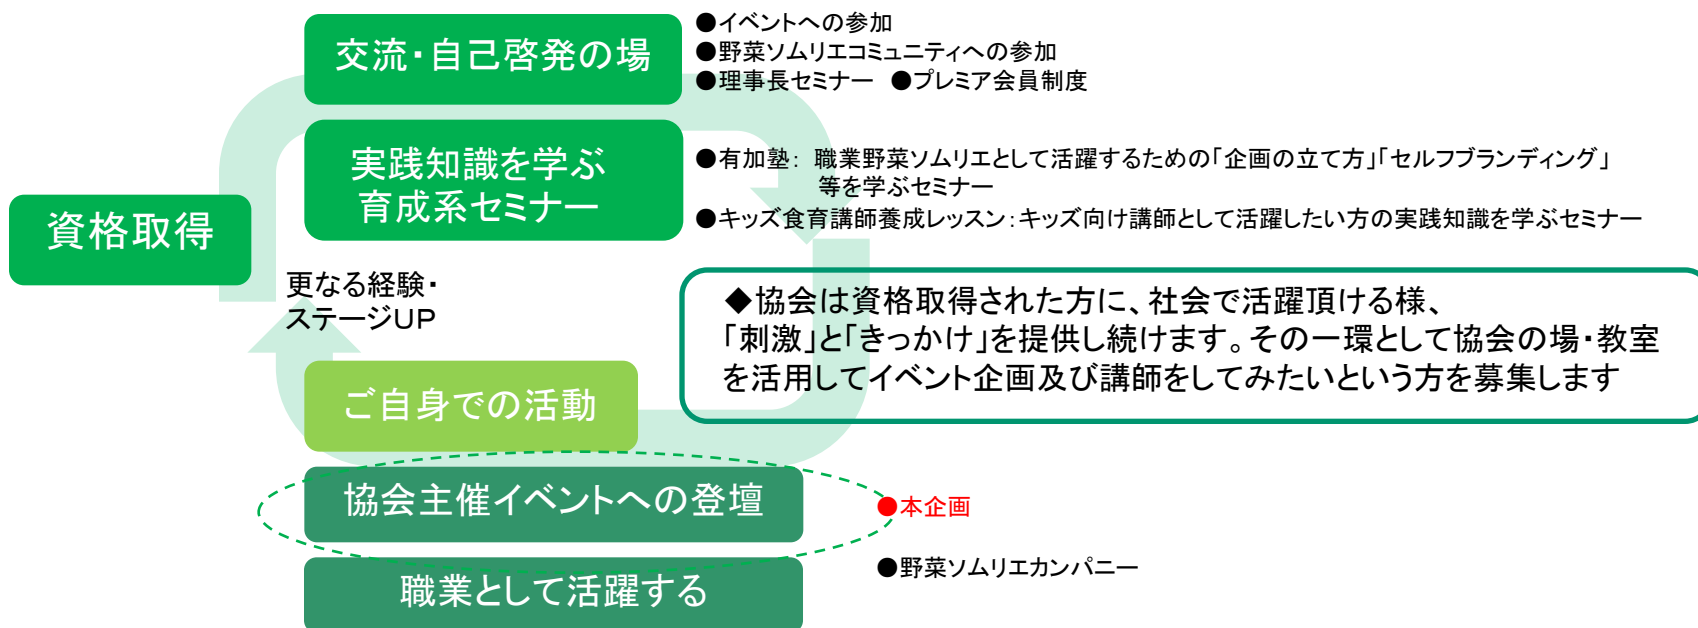 交流・自己啓発の場
●イベントへの参加
●野菜ソムリエコミュニティへの参加
●理事長セミナー ●プレミア会員制度
実践知識を学ぶ
育成系セミナー
●有加塾： 職業野菜ソムリエとして活躍するための「企画の立て方」「セルフブランディング」
等を学ぶセミナー
●キッズ食育講師養成レッスン：キッズ向け講師として活躍したい方の実践知識を学ぶセミナー
資格取得
更なる経験・
ステージUP
◆協会は資格取得された方に、社会で活躍頂ける様、
「刺激」と「きっかけ」を提供し続けます。その一環として協会の場・教室
を活用してイベント企画及び講師をしてみたいという方を募集します
ご自身での活動
協会主催イベントへの登壇
●本企画
職業として活躍する
●野菜ソムリエカンパニー